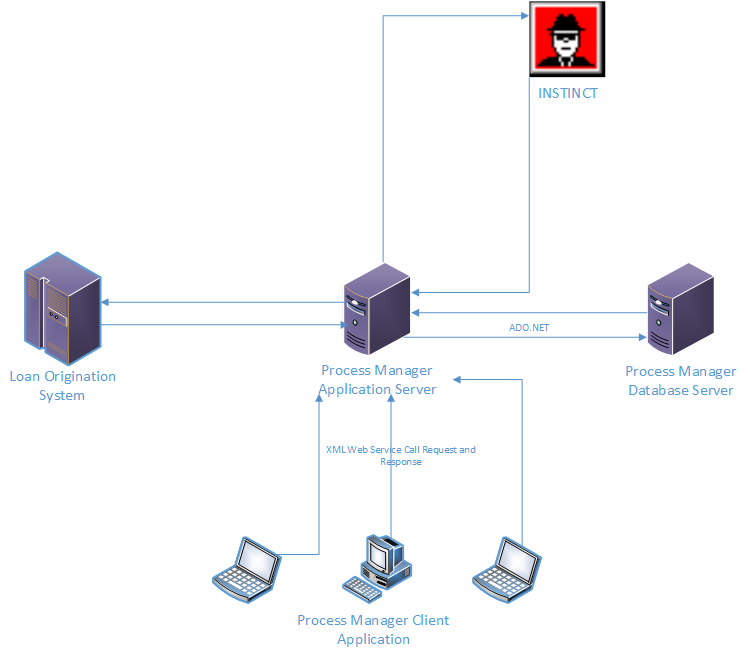 INSTINCT
ADO.NET
Loan Origination
System
Process Manager
Application Server
Process Manager
Database Server
XML Web Service Call Request and
Response
Process Manager Client
Application